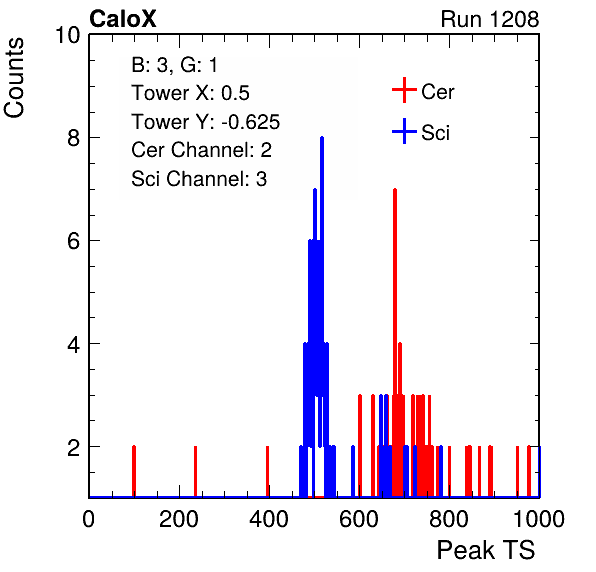 CaloX Run 1208
Counts
10
8
6
4
2
B: 3, G: 1
Tower X: 0.5
Tower Y: -0.625
Cer Channel: 2
Sci Channel: 3
Cer
Sci
0 200 400 600 800 1000
Peak TS